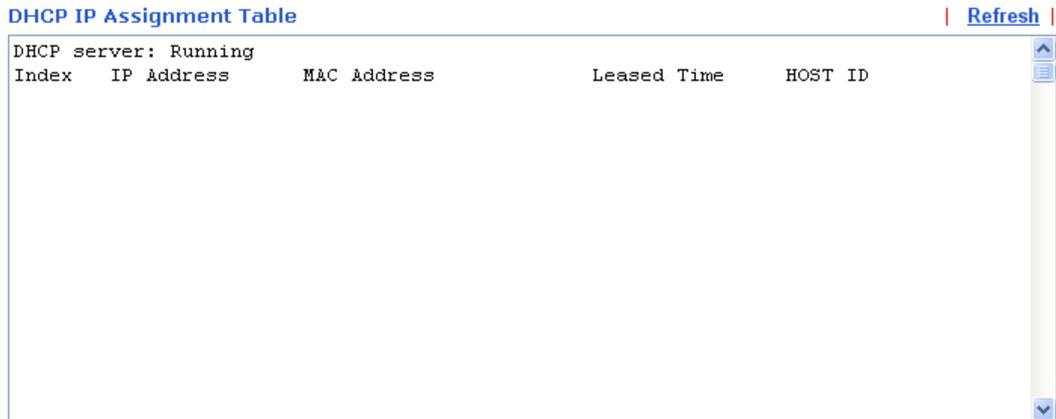 DHCP IP Assignment Table | Refresh |
DHCP server: Running
Index IP Address MAC Address Leased Time HOST ID